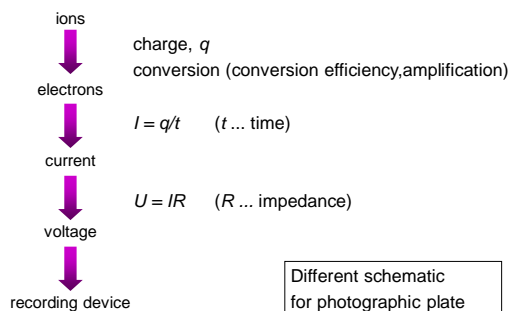 ions
charge, q
conversion (conversion efficiency,amplification)
electrons
I = q/t (t ... time)
current
U = IR (R ... impedance)
voltage
Different schematic
for photographic plate
recording device